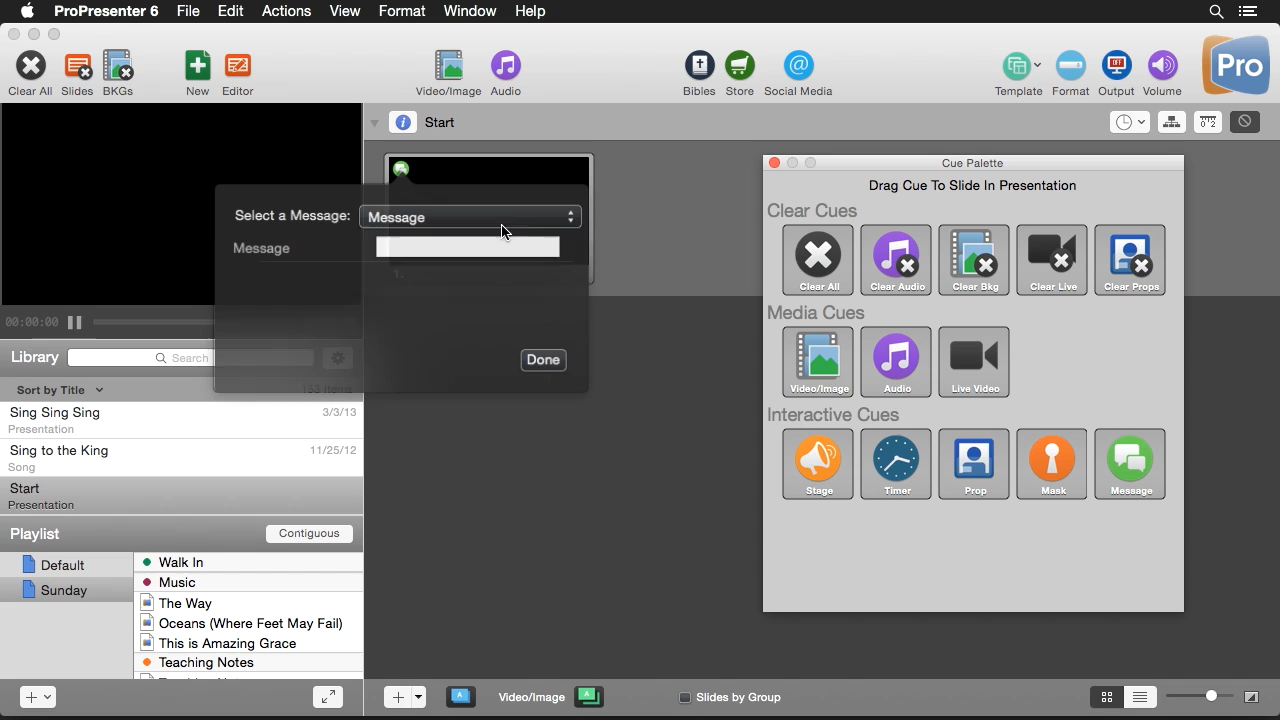 ProPresenter 6 File Edit Actions View Format Window Help
Clear All Slides BKGs New Editor Video/Image Audio Bibles Store Social Media Template Format Output Volume Pro
Start
Cue Palette
Drag Cue To Slide In Presentation
Select a Message: Message
Message
1.
Done
Clear Cues
Clear All Clear Audio Clear Bkg Clear Live Clear Props
Media Cues
Video/Image Audio Live Video
Interactive Cues
Stage Timer Prop Mask Message
00:00:00
Library Search
Sort by Title 153 Items
Sing Sing Sing 3/3/13
Presentation
Sing to the King 11/25/12
Song
Start
Presentation
Playlist Contiguous
Default
Sunday
Walk In
Music
The Way
Oceans (Where Feet May Fail)
This is Amazing Grace
Teaching Notes
Video/Image Slides by Group